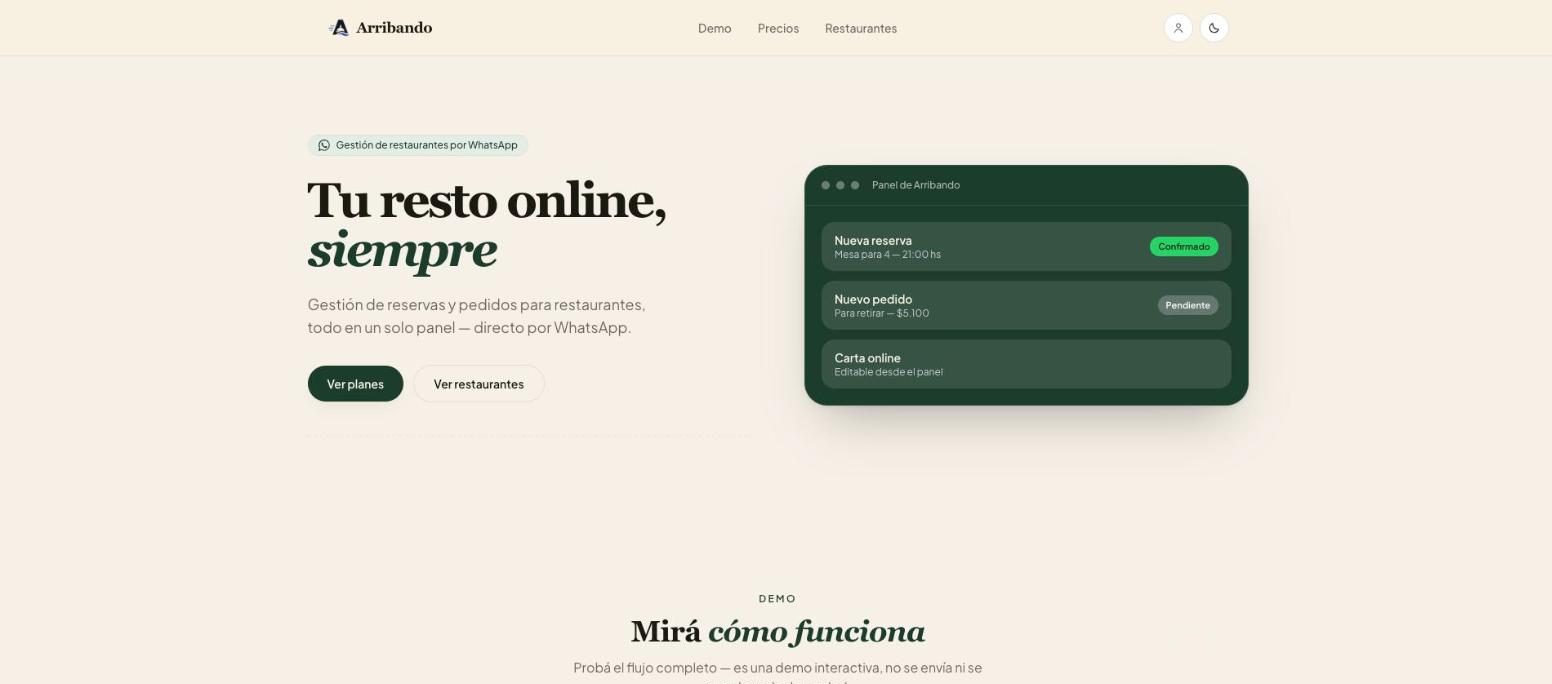 Arribando
Demo
Precios
Restaurantes
Gestión de restaurantes por WhatsApp
Tu resto online,
siempre
Gestión de reservas y pedidos para restaurantes,
todo en un solo panel — directo por WhatsApp.
Ver planes
Ver restaurantes
Panel de Arribando
Nueva reserva
Mesa para 4 — 21:00 hs
Confirmado
Nuevo pedido
Para retirar — $5.100
Pendiente
Carta online
Editable desde el panel
DEMO
Mirá cómo funciona
Probá el flujo completo — es una demo interactiva, no se envía ni se